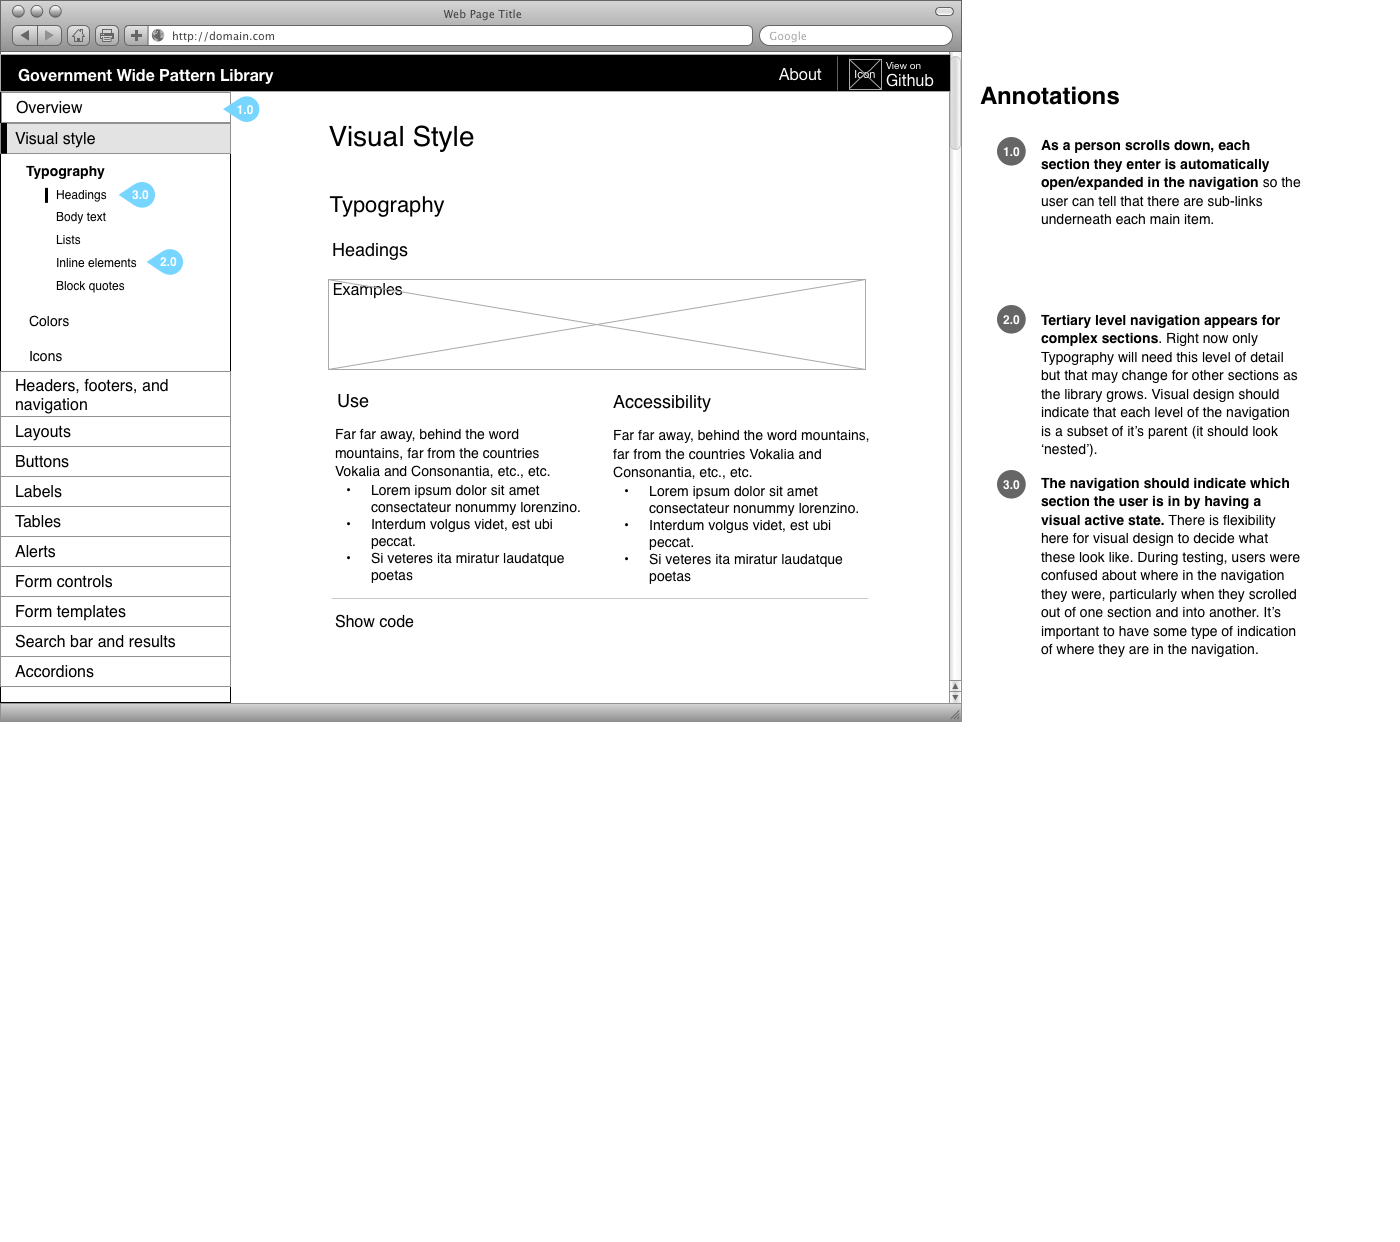 Web Page Title
http://domain.com
Google
Government Wide Pattern Library
About
Icon
View on
Github
Overview
1.0
Visual style
Typography
Headings
3.0
Body text
Lists
Inline elements
2.0
Block quotes
Colors
Icons
Headers, footers, and
navigation
Layouts
Buttons
Labels
Tables
Alerts
Form controls
Form templates
Search bar and results
Accordions
Visual Style
Typography
Headings
Examples
Use
Far far away, behind the word
mountains, far from the countries
Vokalia and Consonantia, etc., etc.
• Lorem ipsum dolor sit amet
consectateur nonummy lorenzino.
• Interdum volgus videt, est ubi
peccat.
• Si veteres ita miratur laudatque
poetas
Accessibility
Far far away, behind the word mountains,
far from the countries Vokalia and
Consonantia, etc., etc.
• Lorem ipsum dolor sit amet
consectateur nonummy lorenzino.
• Interdum volgus videt, est ubi
peccat.
• Si veteres ita miratur laudatque
poetas
Show code
Annotations
1.0
As a person scrolls down, each
section they enter is automatically
open/expanded in the navigation so the
user can tell that there are sub-links
underneath each main item.
2.0
Tertiary level navigation appears for
complex sections. Right now only
Typography will need this level of detail
but that may change for other sections as
the library grows. Visual design should
indicate that each level of the navigation
is a subset of it’s parent (it should look
‘nested’).
3.0
The navigation should indicate which
section the user is in by having a
visual active state. There is flexibility
here for visual design to decide what
these look like. During testing, users were
confused about where in the navigation
they were, particularly when they scrolled
out of one section and into another. It’s
important to have some type of indication
of where they are in the navigation.